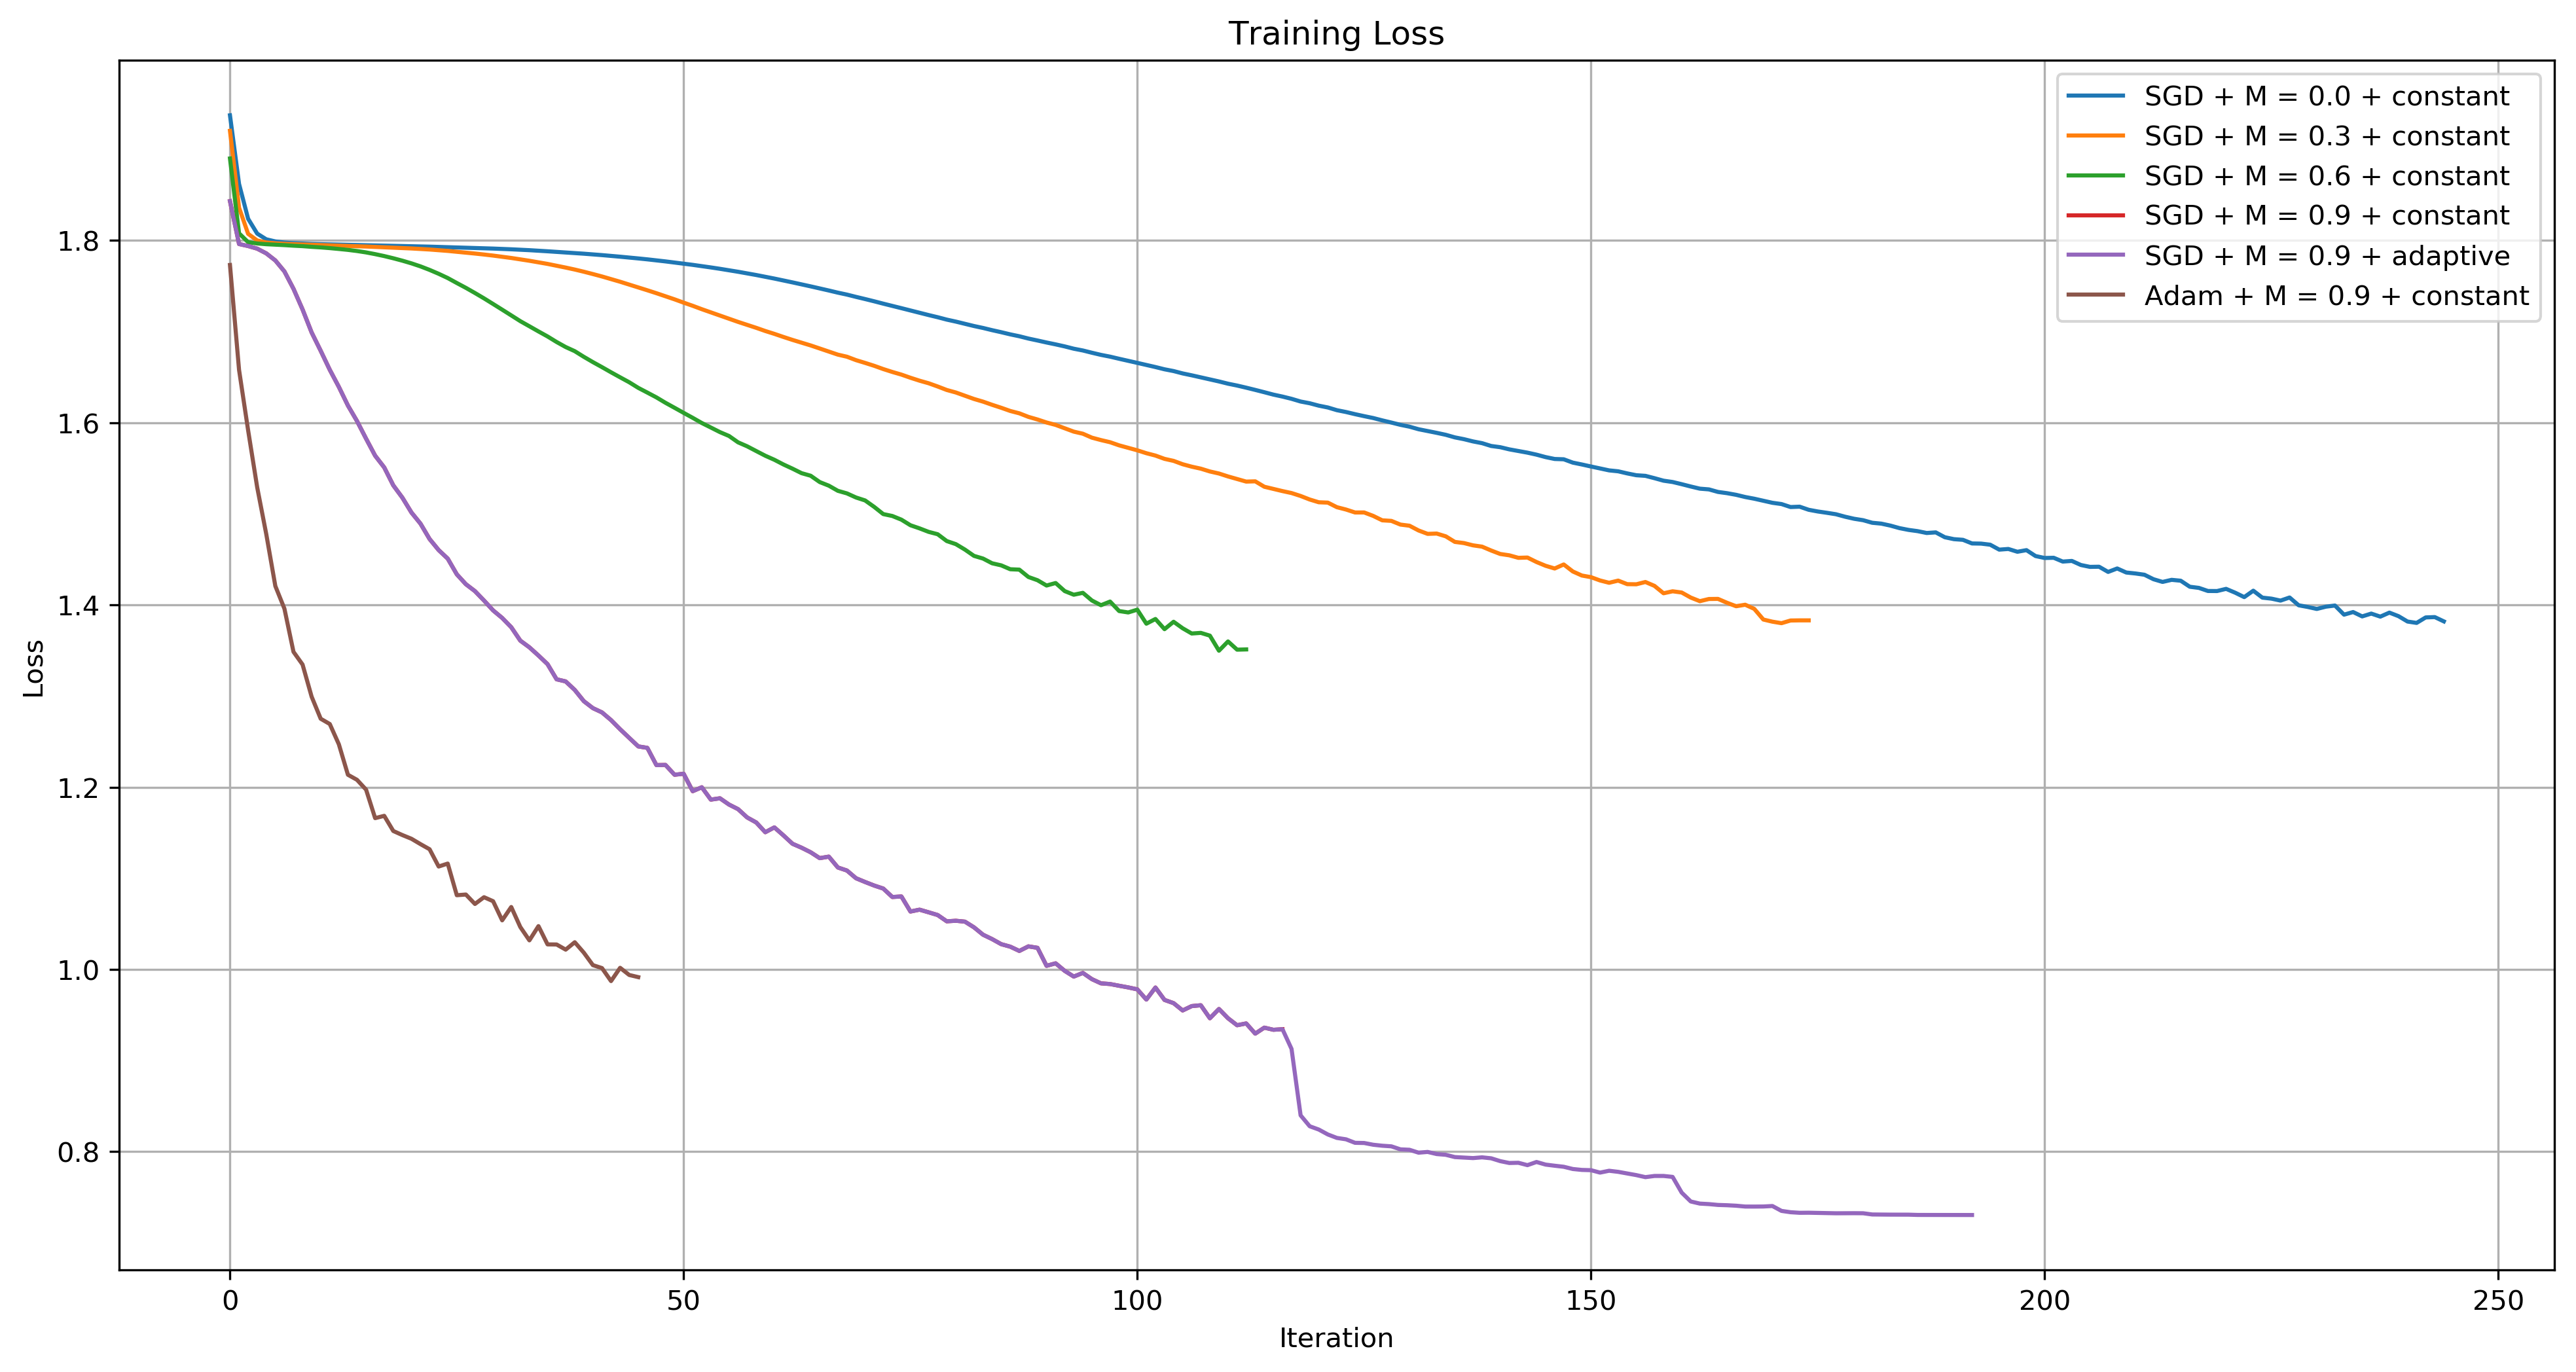 Training Loss
SGD + M = 0.0 + constant
SGD + M = 0.3 + constant
SGD + M = 0.6 + constant
SGD + M = 0.9 + constant
SGD + M = 0.9 + adaptive
Adam + M = 0.9 + constant
1.8
1.6
1.4
1.2
1.0
0.8
Loss
0 50 100 150 200 250
Iteration